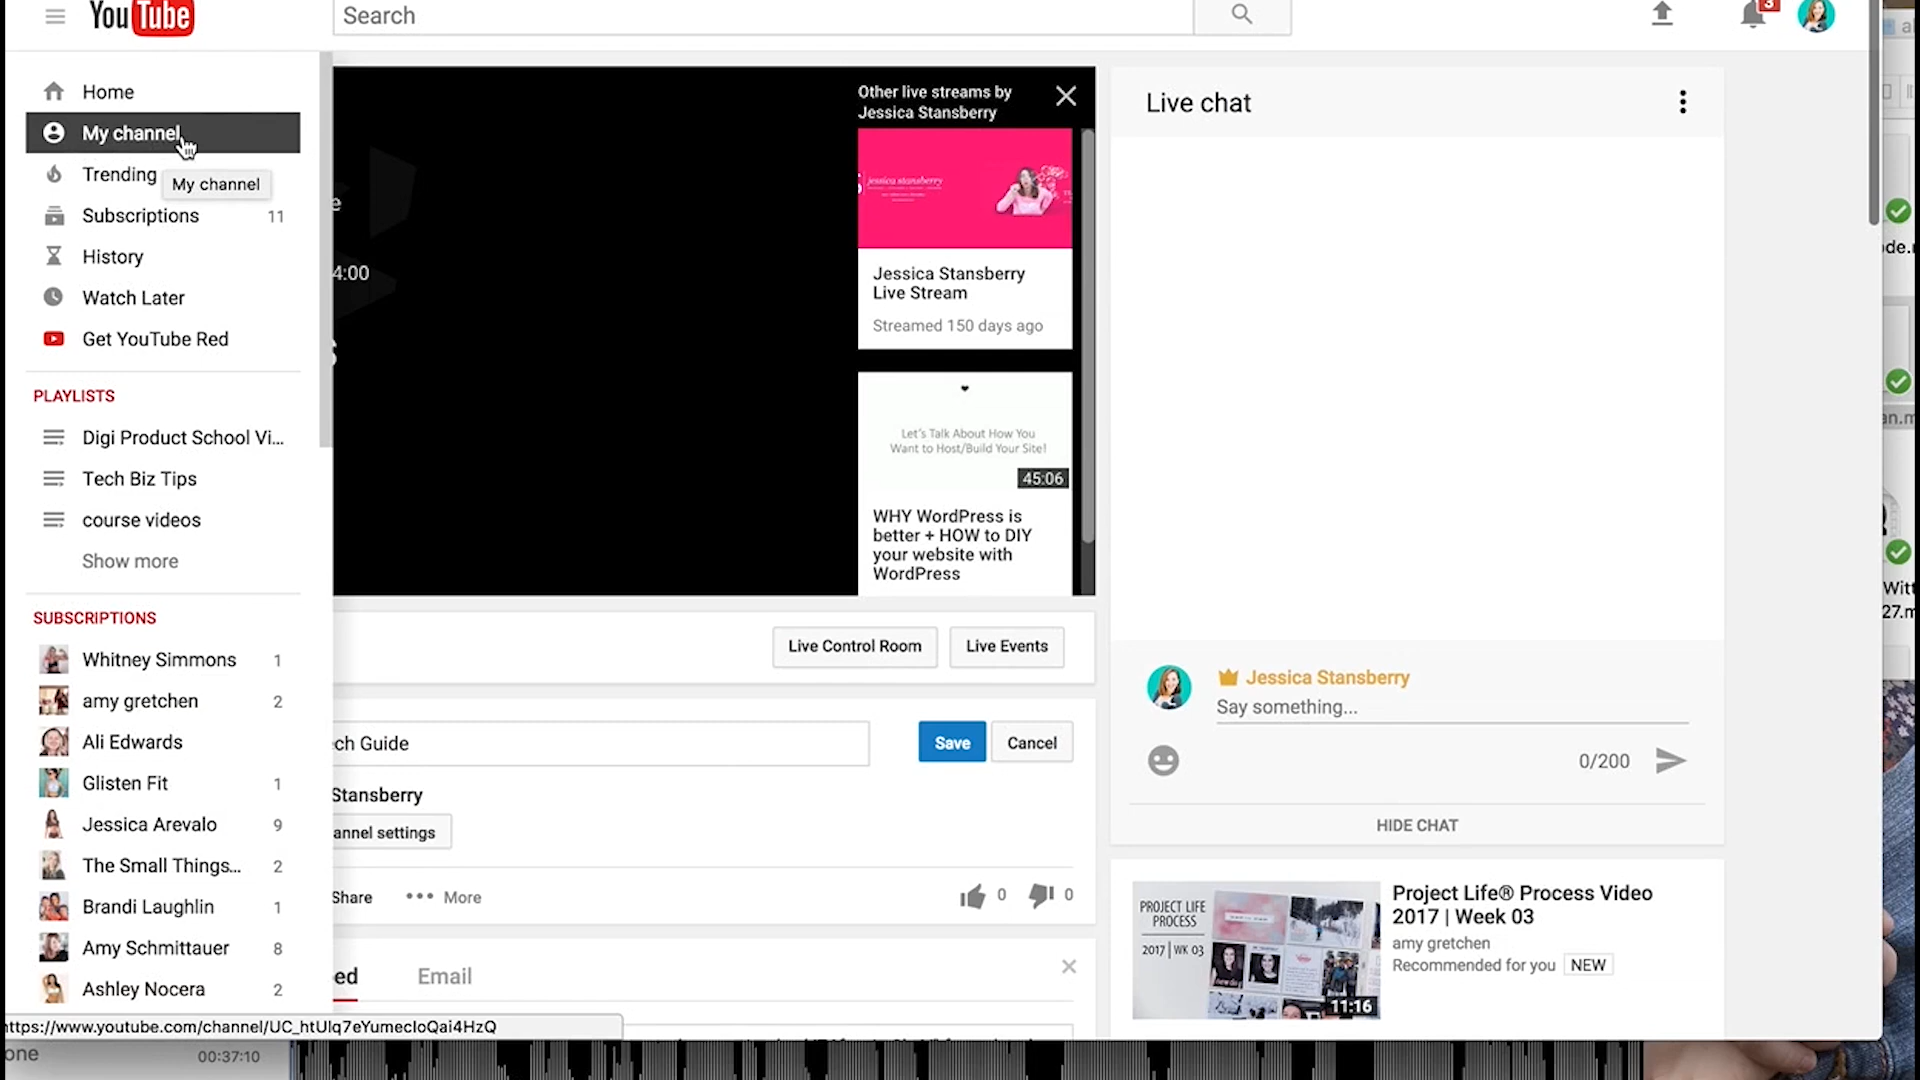 YouTube
Search
3
Home
My channel
Trending
My channel
Subscriptions 11
History
Watch Later
Get YouTube Red
PLAYLISTS
Digi Product School Vi...
Tech Biz Tips
course videos
Show more
SUBSCRIPTIONS
Whitney Simmons 1
amy gretchen 2
Ali Edwards
Glisten Fit 1
Jessica Arevalo 9
The Small Things... 2
Brandi Laughlin 1
Amy Schmittauer 8
Ashley Nocera 2
https://www.youtube.com/channel/UC_htUlq7eYumecIoQai4HzQ
one
00:37:10
4:00
Other live streams by
Jessica Stansberry
jessica stansberry
Jessica Stansberry
Live Stream
Streamed 150 days ago
Let's Talk About How You
Want to Host/Build Your Site!
45:06
WHY WordPress is
better + HOW to DIY
your website with
WordPress
Live Control Room
Live Events
ch Guide
Save
Cancel
Stansberry
annel settings
Share
More
0
0
ed
Email
Live chat
Jessica Stansberry
Say something...
0/200
HIDE CHAT
PROJECT LIFE
PROCESS
2017 | WK 03
11:16
Project Life® Process Video
2017 | Week 03
amy gretchen
Recommended for you NEW
de.
an.m
Witt
27.m